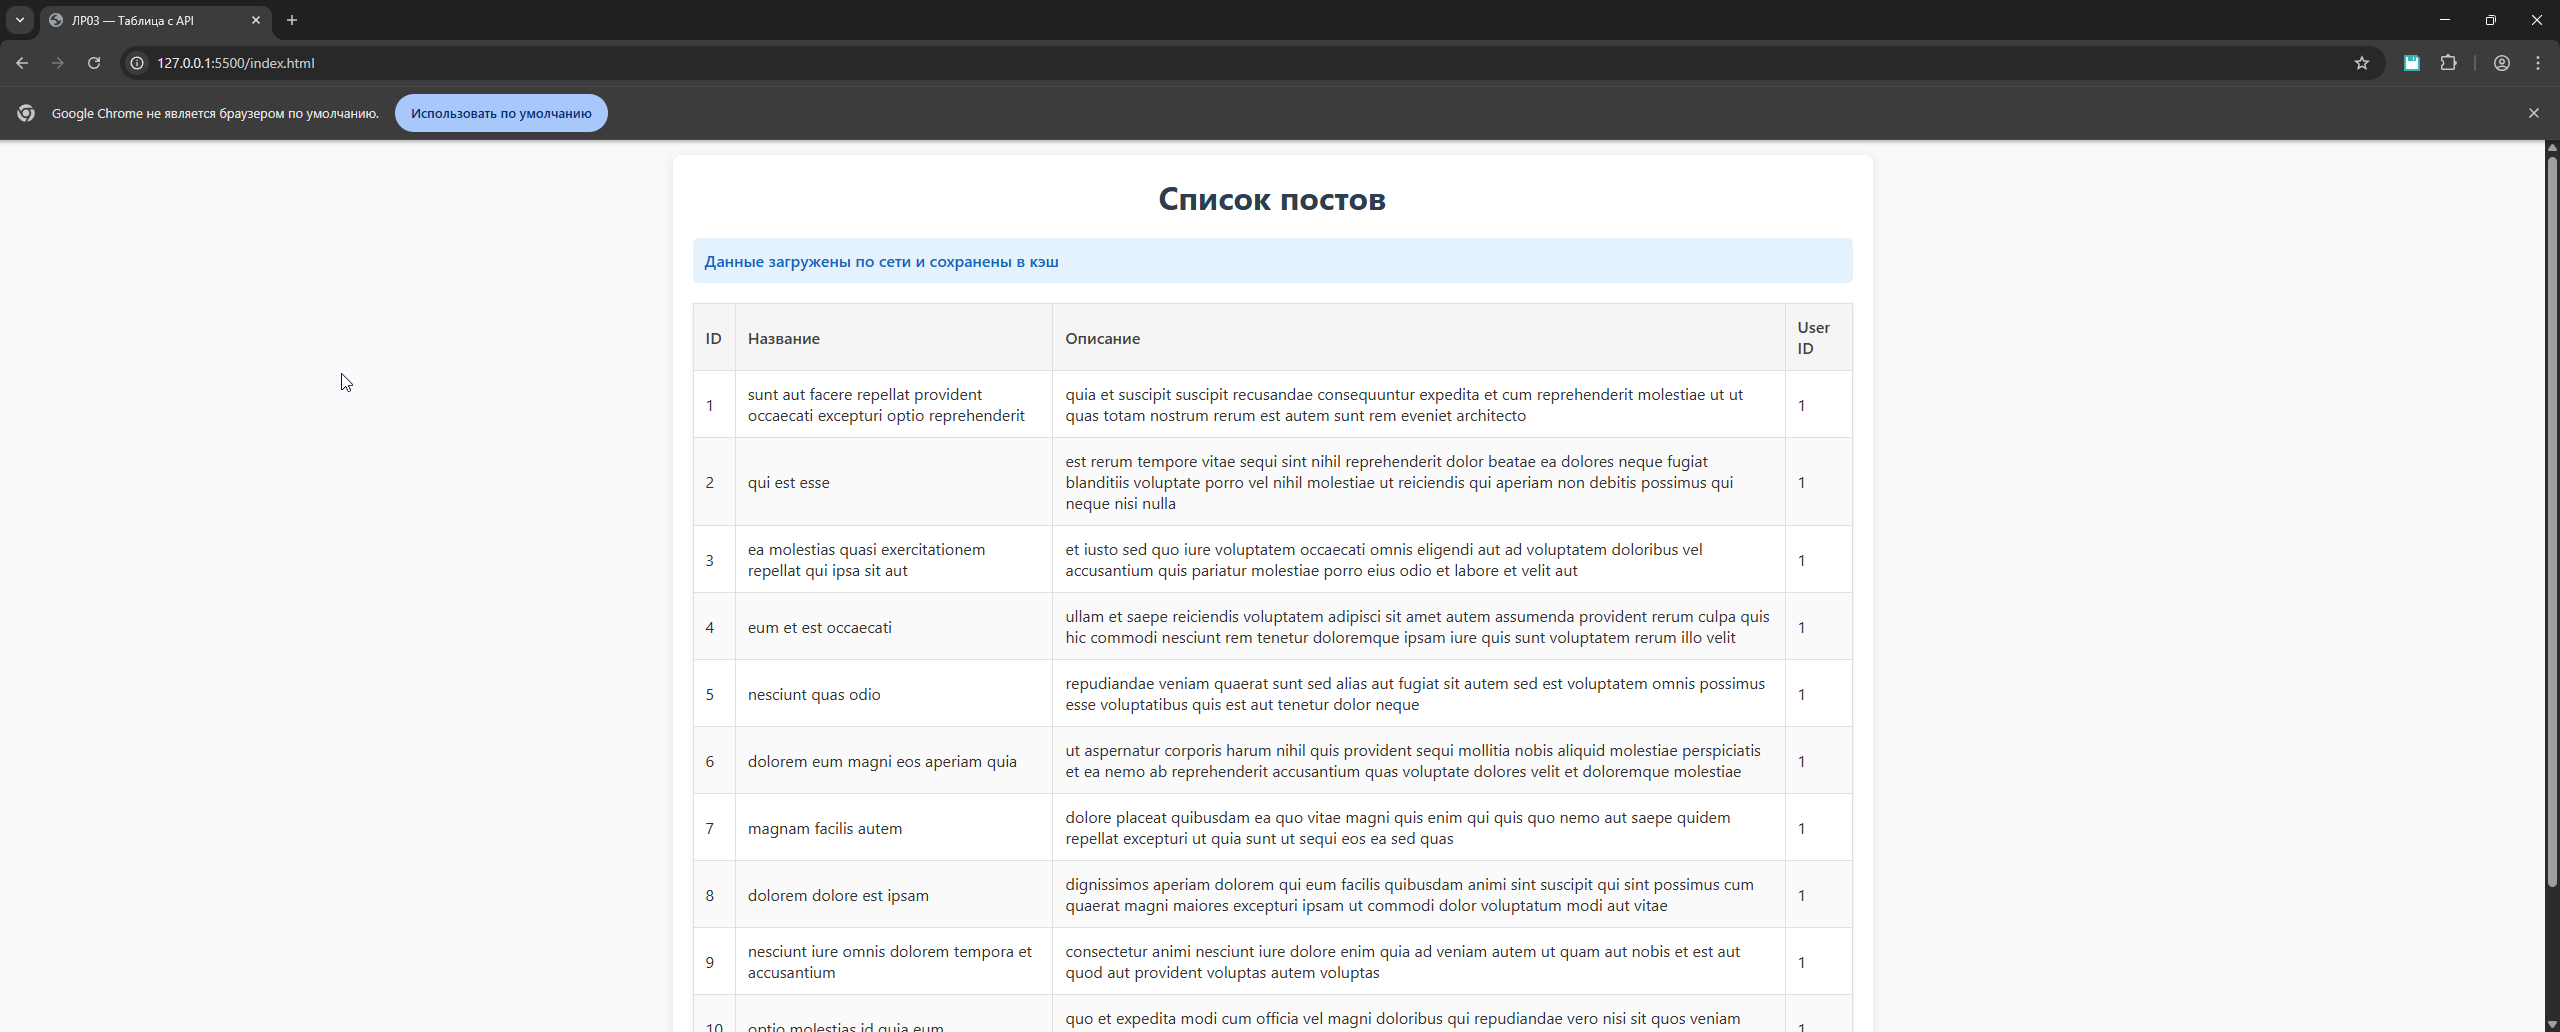 ЛР03 — Таблица с API
127.0.0.1:5500/index.html
Google Chrome не является браузером по умолчанию.
Использовать по умолчанию
Список постов
Данные загружены по сети и сохранены в кэш
ID
Название
Описание
User
ID
1
sunt aut facere repellat provident
occaecati excepturi optio reprehenderit
quia et suscipit suscipit recusandae consequuntur expedita et cum reprehenderit molestiae ut ut
quas totam nostrum rerum est autem sunt rem eveniet architecto
1
2
qui est esse
est rerum tempore vitae sequi sint nihil reprehenderit dolor beatae ea dolores neque fugiat
blanditiis voluptate porro vel nihil molestiae ut reiciendis qui aperiam non debitis possimus qui
neque nisi nulla
1
3
ea molestias quasi exercitationem
repellat qui ipsa sit aut
et iusto sed quo iure voluptatem occaecati omnis eligendi aut ad voluptatem doloribus vel
accusantium quis pariatur molestiae porro eius odio et labore et velit aut
1
4
eum et est occaecati
ullam et saepe reiciendis voluptatem adipisci sit amet autem assumenda provident rerum culpa quis
hic commodi nesciunt rem tenetur doloremque ipsam iure quis sunt voluptatem rerum illo velit
1
5
nesciunt quas odio
repudiandae veniam quaerat sunt sed alias aut fugiat sit autem sed est voluptatem omnis possimus
esse voluptatibus quis est aut tenetur dolor neque
1
6
dolorem eum magni eos aperiam quia
ut aspernatur corporis harum nihil quis provident sequi mollitia nobis aliquid molestiae perspiciatis
et ea nemo ab reprehenderit accusantium quas voluptate dolores velit et doloremque molestiae
1
7
magnam facilis autem
dolore placeat quibusdam ea quo vitae magni quis enim qui quis quo nemo aut saepe quidem
repellat excepturi ut quia sunt ut sequi eos ea sed quas
1
8
dolorem dolore est ipsam
dignissimos aperiam dolorem qui eum facilis quibusdam animi sint suscipit qui sint possimus cum
quaerat magni maiores excepturi ipsam ut commodi dolor voluptatum modi aut vitae
1
9
nesciunt iure omnis dolorem tempora et
accusantium
consectetur animi nesciunt iure dolore enim quia ad veniam autem ut quam aut nobis et est aut
quod aut provident voluptas autem voluptas
1
10
optio molestias id quia eum
quo et expedita modi cum officia vel magni doloribus qui repudiandae vero nisi sit quos veniam
1